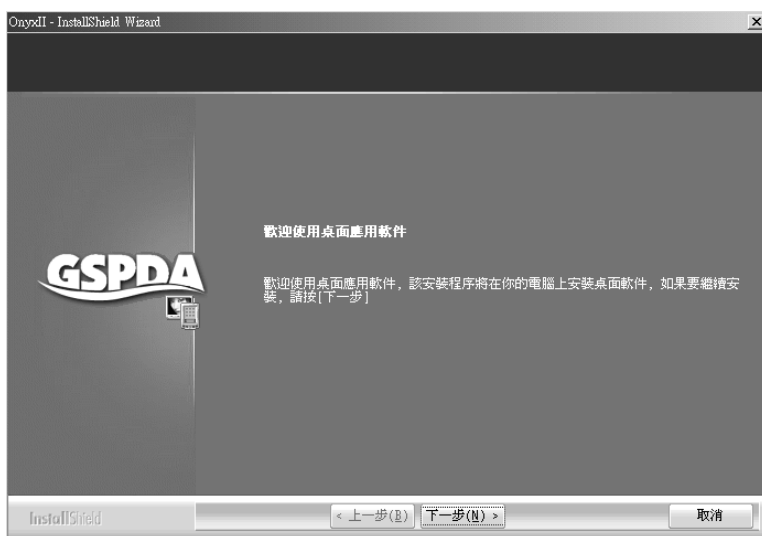 OnyxII - InstallShield Wizard
歡迎使用桌面應用軟件
歡迎使用桌面應用軟件，該安裝程序將在你的電腦上安裝桌面軟件，如果要繼續安
裝，請按[下一步]
GSPDA
InstallShield
< 上一步(B)
下一步(N) >
取消